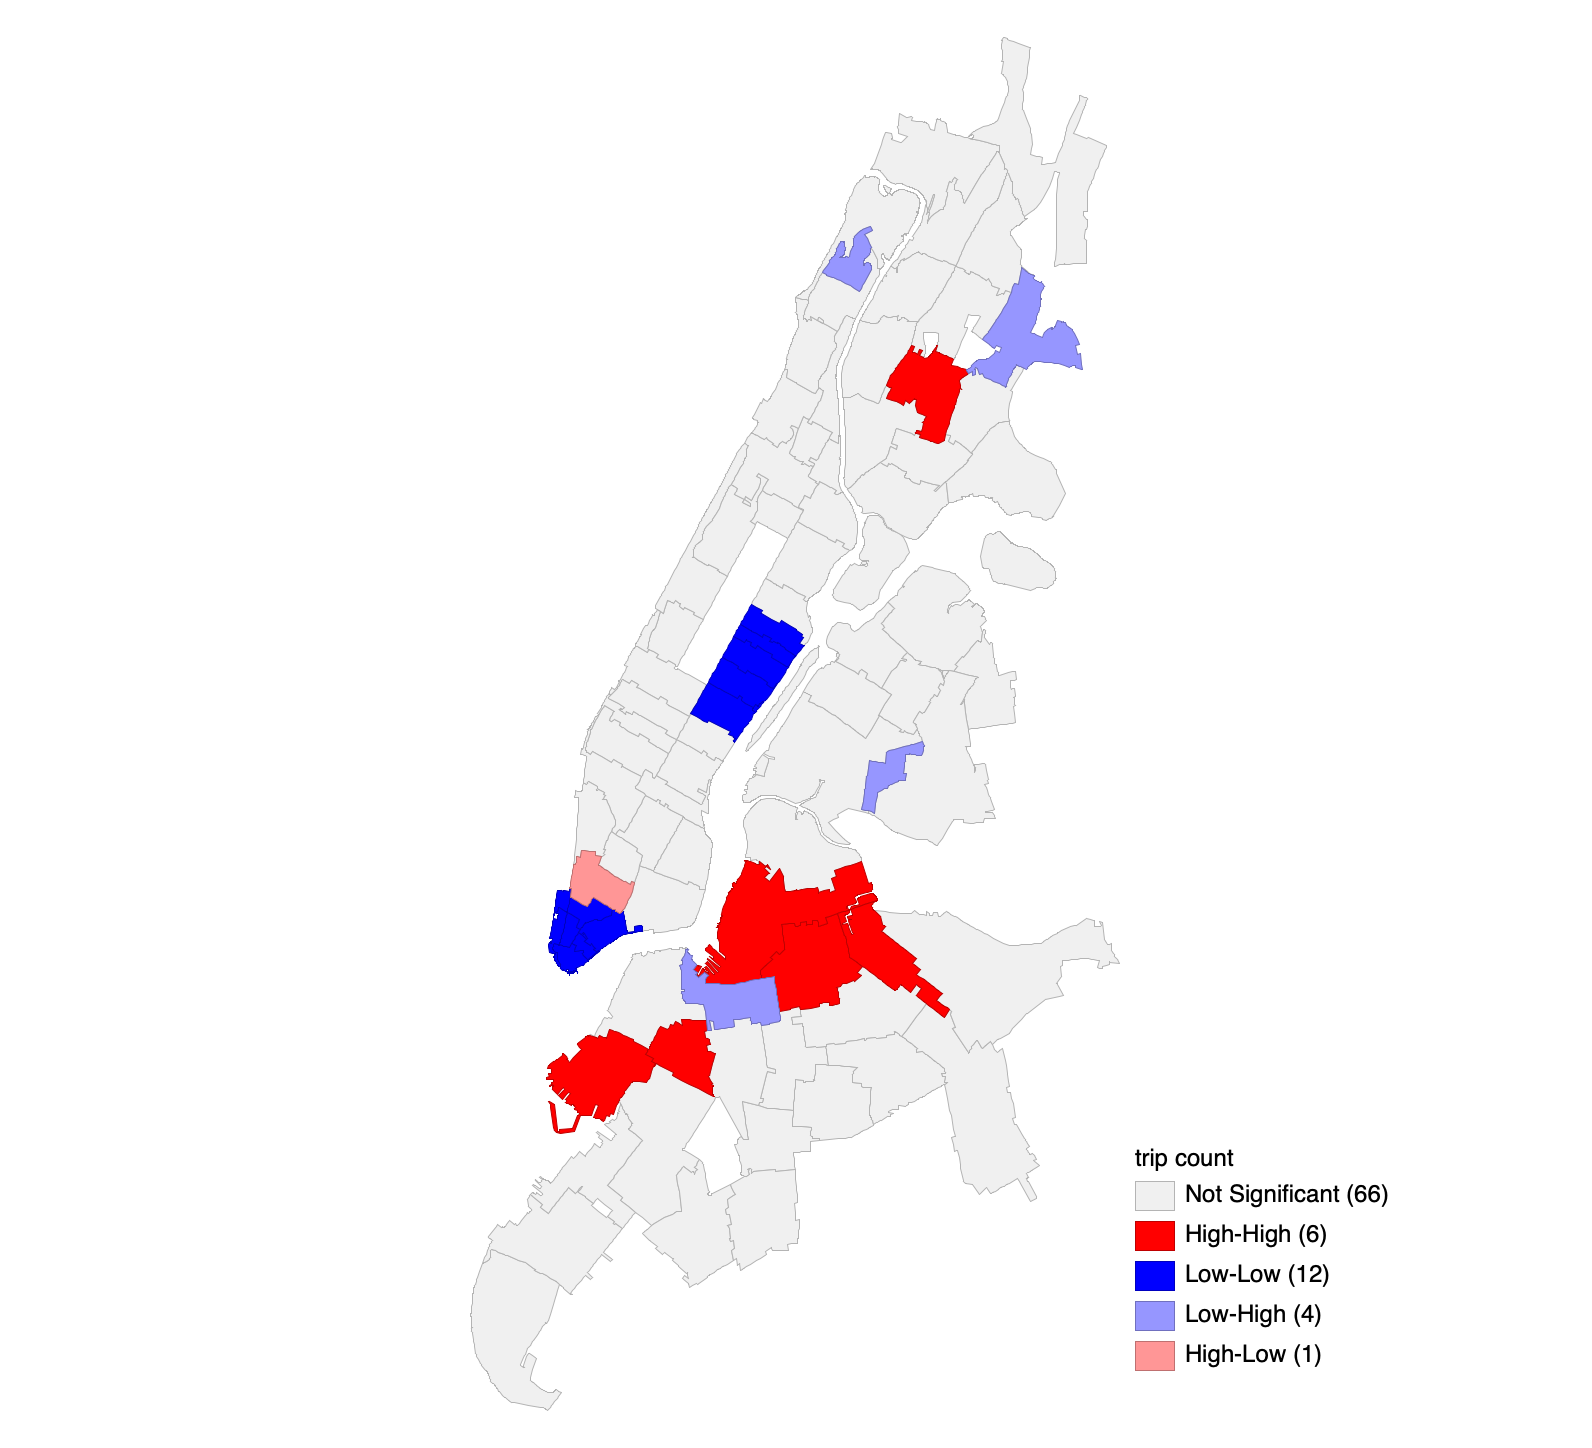 trip count
Not Significant (66)
High-High (6)
Low-Low (12)
Low-High (4)
High-Low (1)